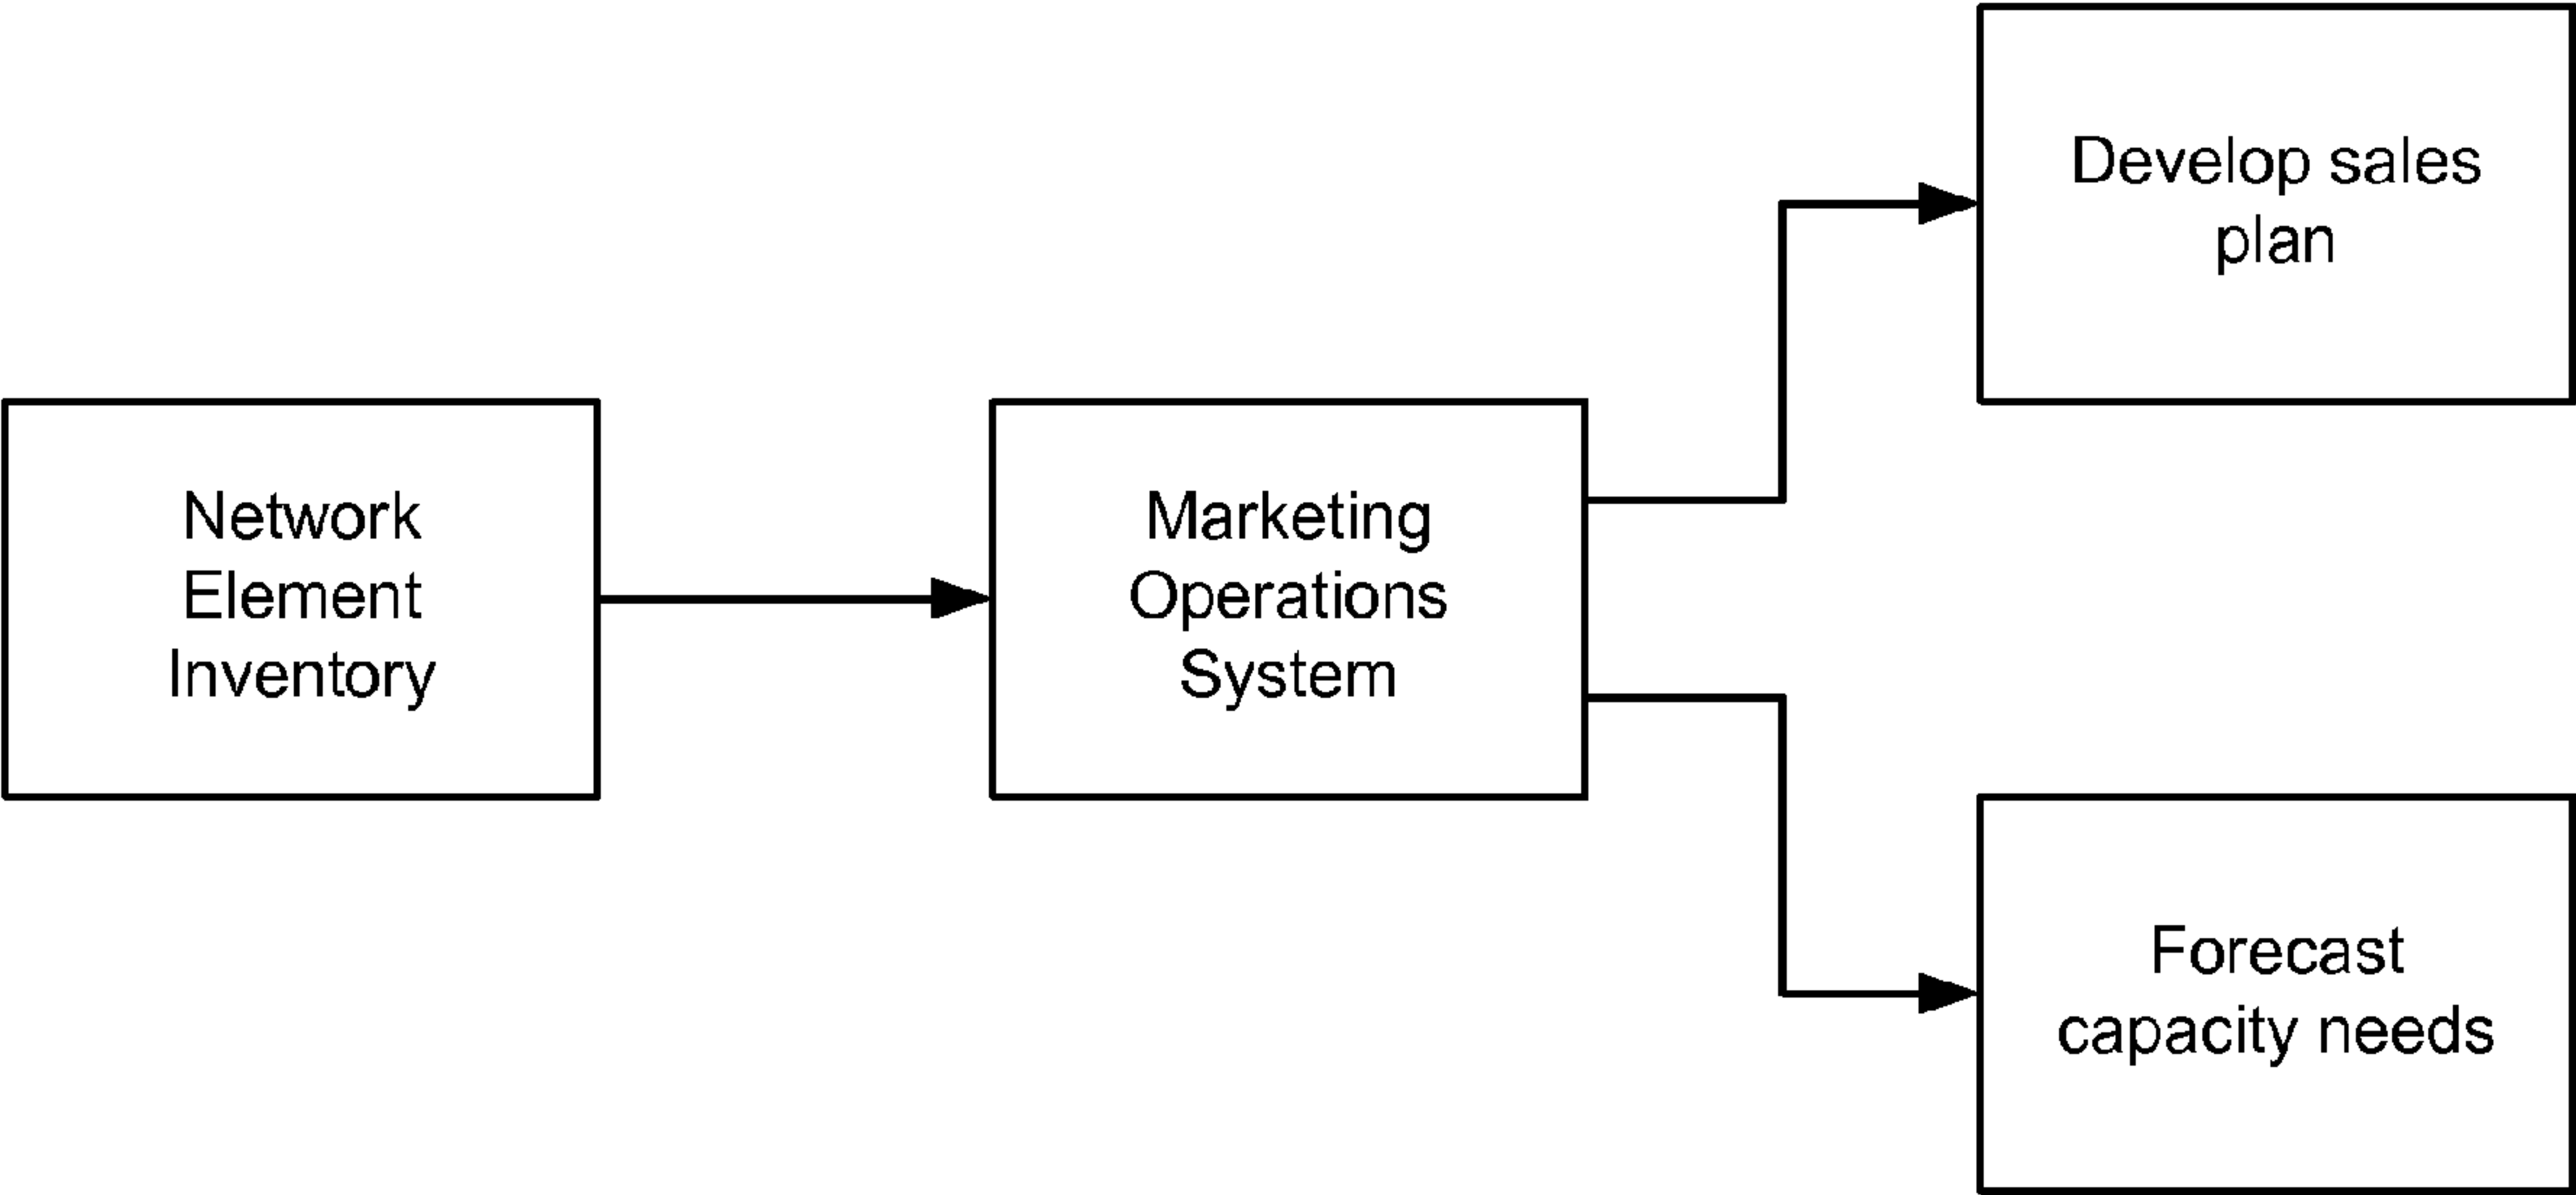 Network
Element
Inventory
Marketing
Operations
System
Develop sales
plan
Forecast
capacity needs